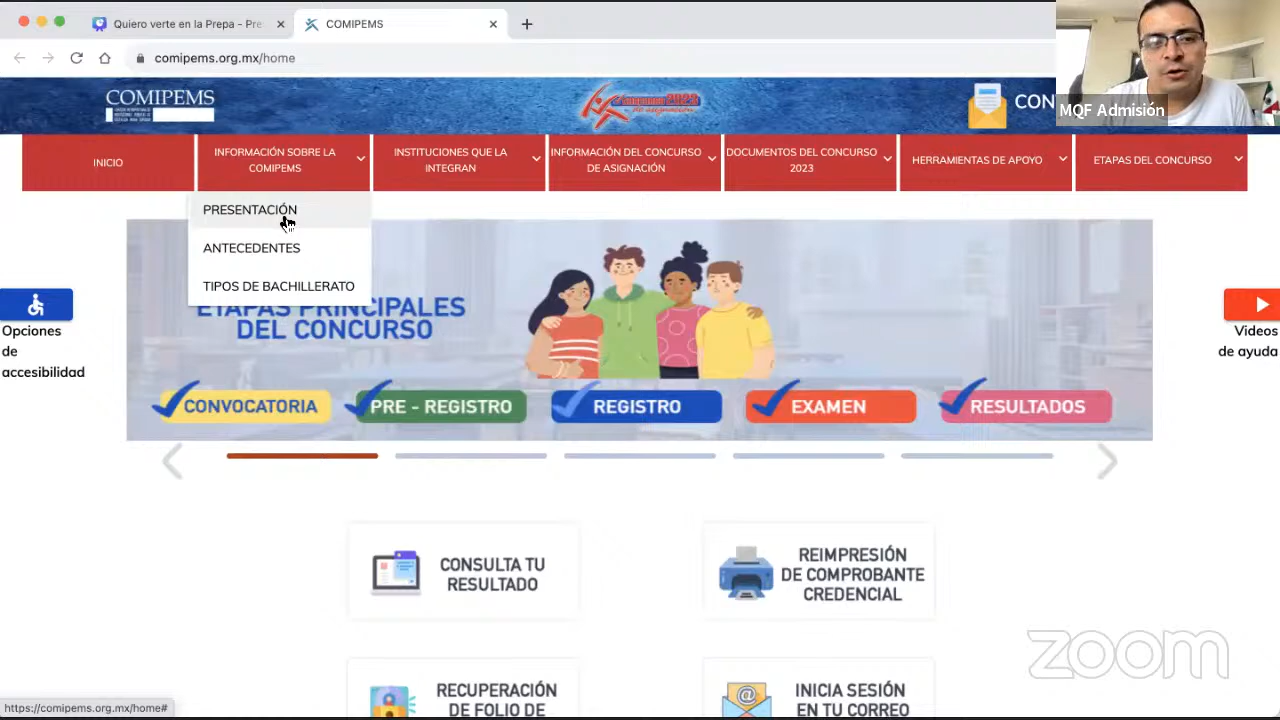 Quiero verte en la Prepa - Pre
COMIPEMS
comipems.org.mx/home
MQF Admisión
COMIPEMS
2023
CON
INICIO
INFORMACIÓN SOBRE LA
COMIPEMS
INSTITUCIONES QUE LA
INTEGRAN
INFORMACIÓN DEL CONCURSO
DE ASIGNACIÓN
DOCUMENTOS DEL CONCURSO
2023
HERRAMIENTAS DE APOYO
ETAPAS DEL CONCURSO
PRESENTACIÓN
ANTECEDENTES
TIPOS DE BACHILLERATO
ETAPAS PRINCIPALES
DEL CONCURSO
CONVOCATORIA
PRE - REGISTRO
REGISTRO
EXAMEN
RESULTADOS
Opciones
de
accesibilidad
Videos
de ayuda
CONSULTA TU
RESULTADO
REIMPRESIÓN
DE COMPROBANTE
CREDENCIAL
RECUPERACIÓN
DE FOLIO DE
INICIA SESIÓN
EN TU CORREO
zoom
https://comipems.org.mx/home#